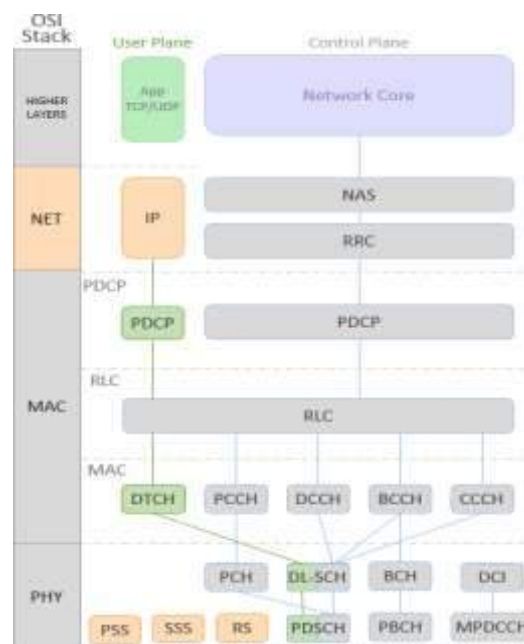 OSI
Stack
User Plane
Control Plane
HIGHER
LAYERS
App
TCP/UDP
Network Core
NET
IP
NAS
RRC
PDCP
PDCP
PDCP
RLC
MAC
RLC
MAC
DTCH
PCCH
DCCH
BCCH
CCCH
PHY
PCH
DL-SCH
BCH
DCI
PSS
SSS
RS
PDSCH
PBCH
MPDCCH